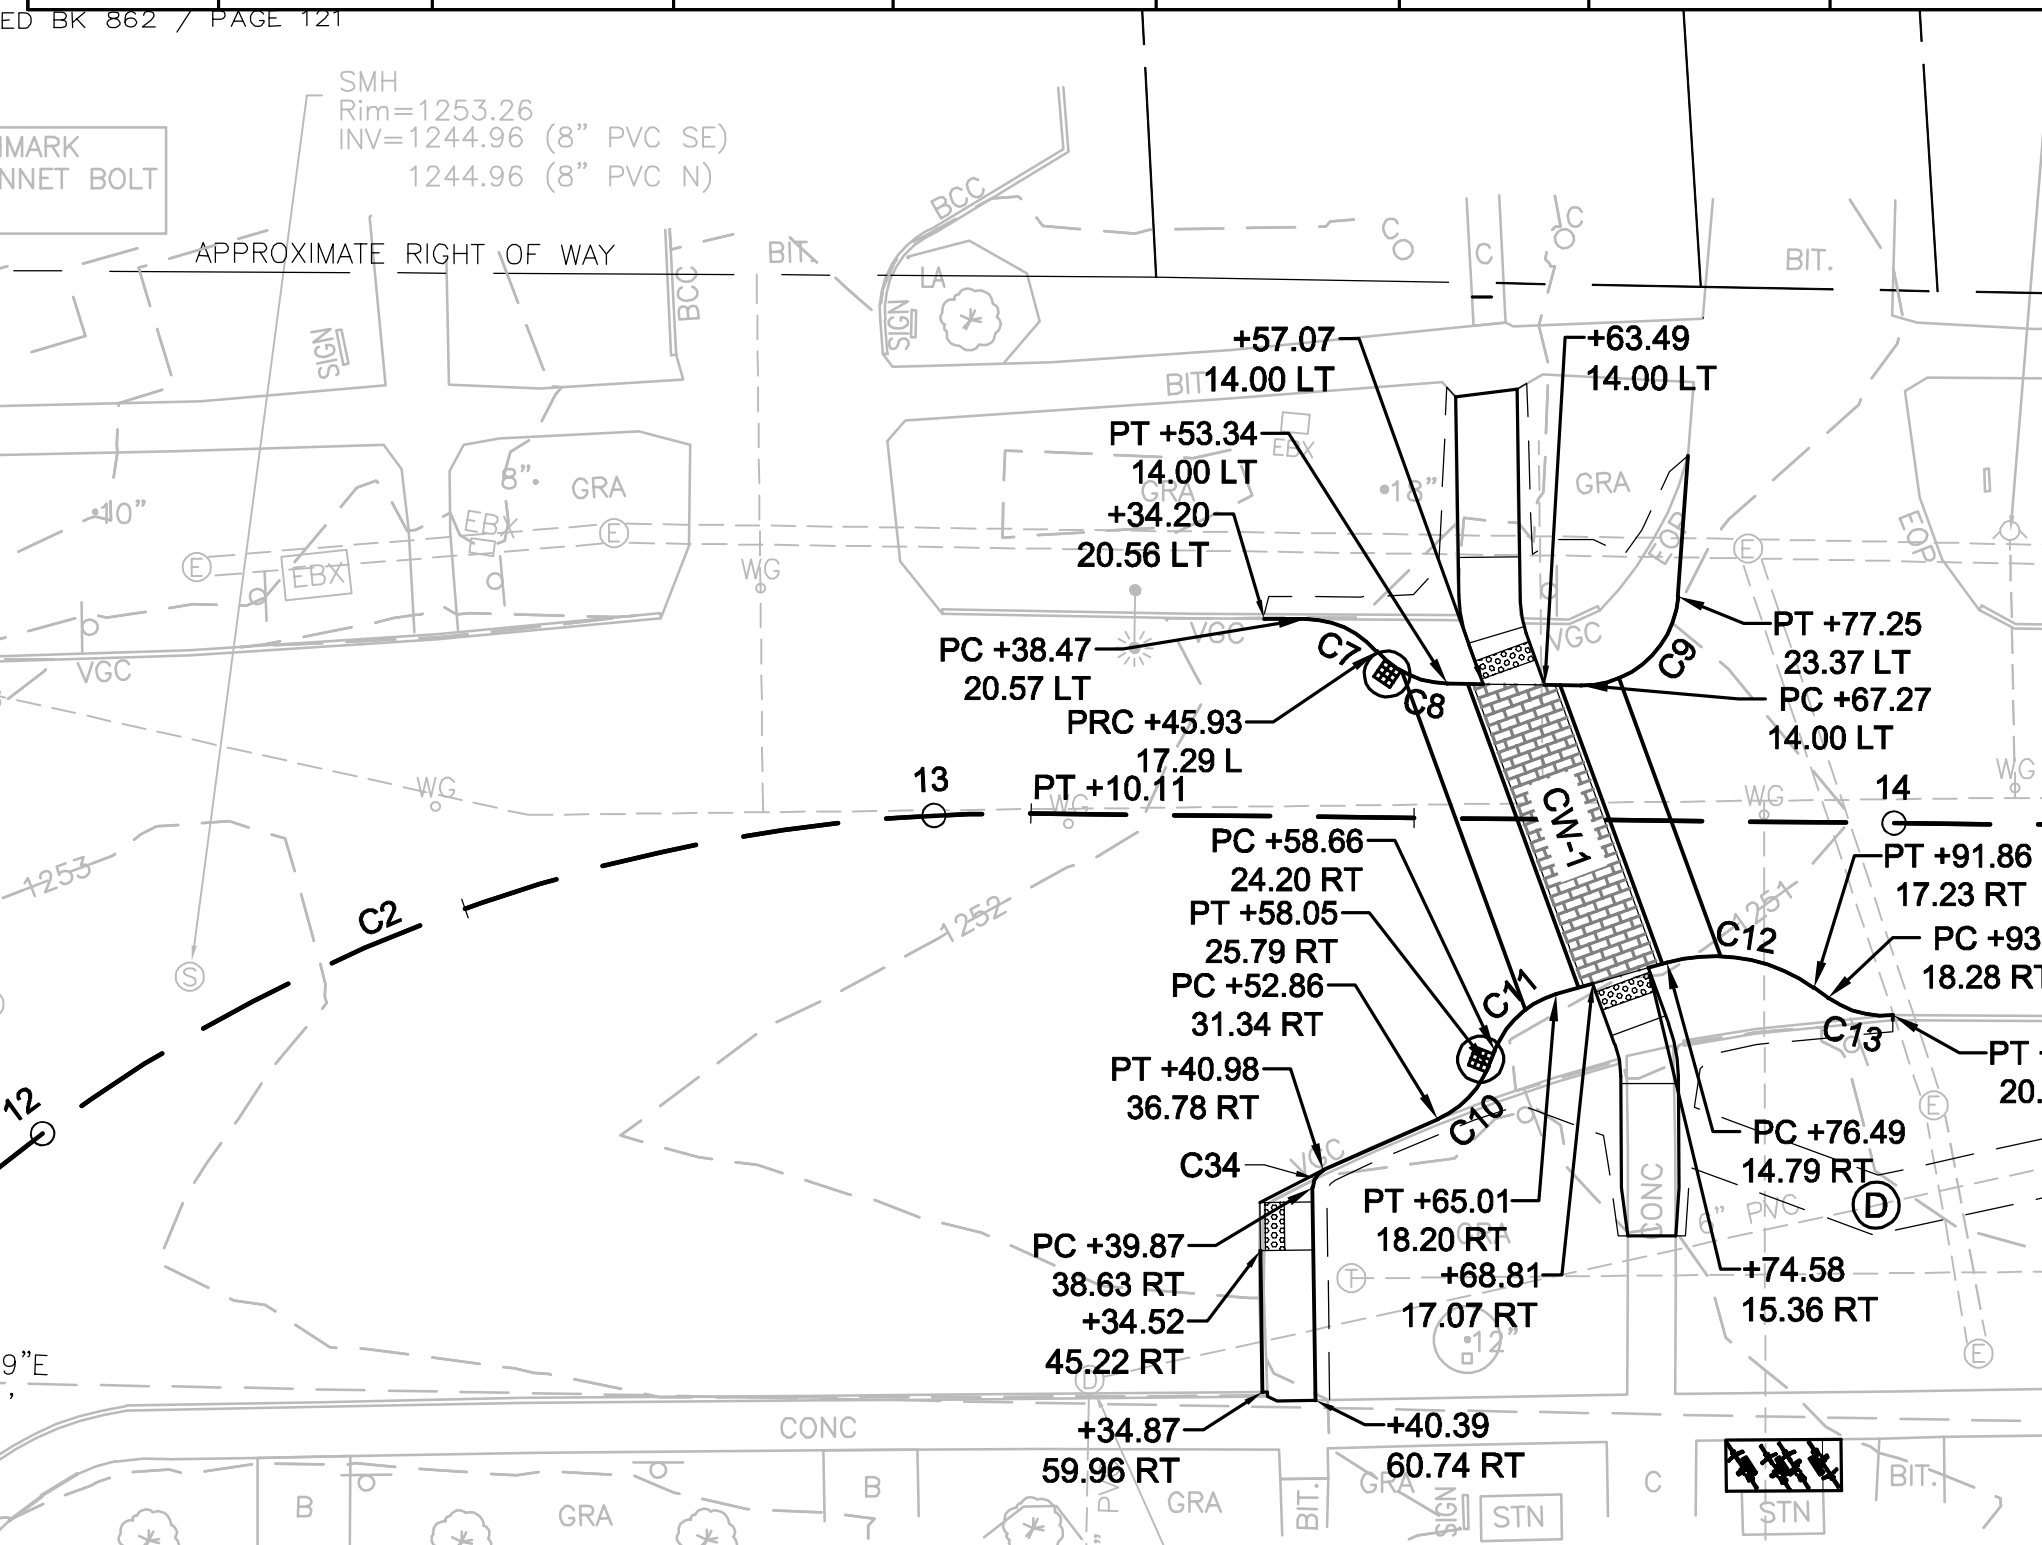 ED BK 862 / PAGE 121
SMH
Rim=1253.26
INV=1244.96 (8" PVC SE)
1244.96 (8" PVC N)
NNET BOLT
APPROXIMATE RIGHT OF WAY
BIT.
BCC
BCC
LA
SIGN
SIGN
C
C
C
BIT.
+57.07
14.00 LT
+63.49
14.00 LT
BIT
PT +53.34
14.00 LT
EBX
GRA
18"
GRA
+34.20
20.56 LT
8"
GRA
10"
EBX
E
E
EBX
WG
EOP
EOP
E
VGC
PC +38.47
20.57 LT
VGC
C7
C8
VGC
C9
PT +77.25
23.37 LT
PC +67.27
14.00 LT
PRC +45.93
17.29 L
WG
13
PT +10.11
WG
WG
14
WG
CW-1
PC +58.66
24.20 RT
PT +58.05
25.79 RT
PC +52.86
31.34 RT
PT +91.86
17.23 RT
PC +93
18.28 RT
1253
C2
1252
1251
C12
S
C11
C13
PT
20.
12
PT +40.98
36.78 RT
C10
E
C34
VGC
PC +76.49
14.79 RT
D
CONC
6" PVC
PT +65.01
18.20 RT
GRA
PC +39.87
38.63 RT
T
+68.81
17.07 RT
+74.58
15.36 RT
+34.52
45.22 RT
12"
E
9"E
D
CONC
+34.87
59.96 RT
+40.39
60.74 RT
B
GRA
B
GRA
BIT.
GRA
SIGN
STN
C
STN
BIT.